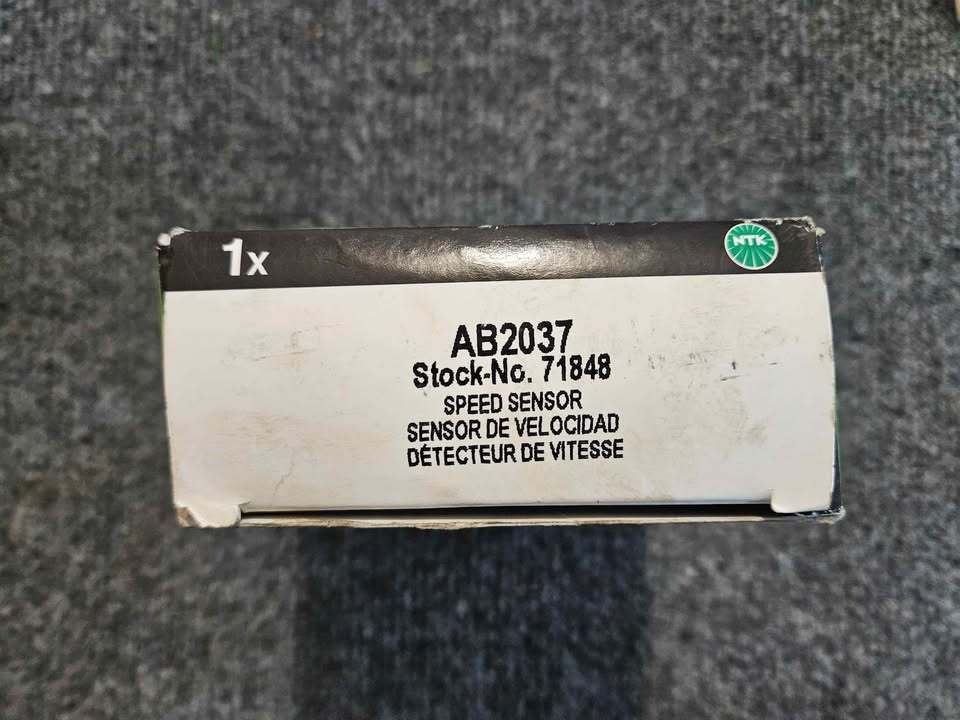 1x
NTK
AB2037
Stock-No. 71848
SPEED SENSOR
SENSOR DE VELOCIDAD
DÉTECTEUR DE VITESSE